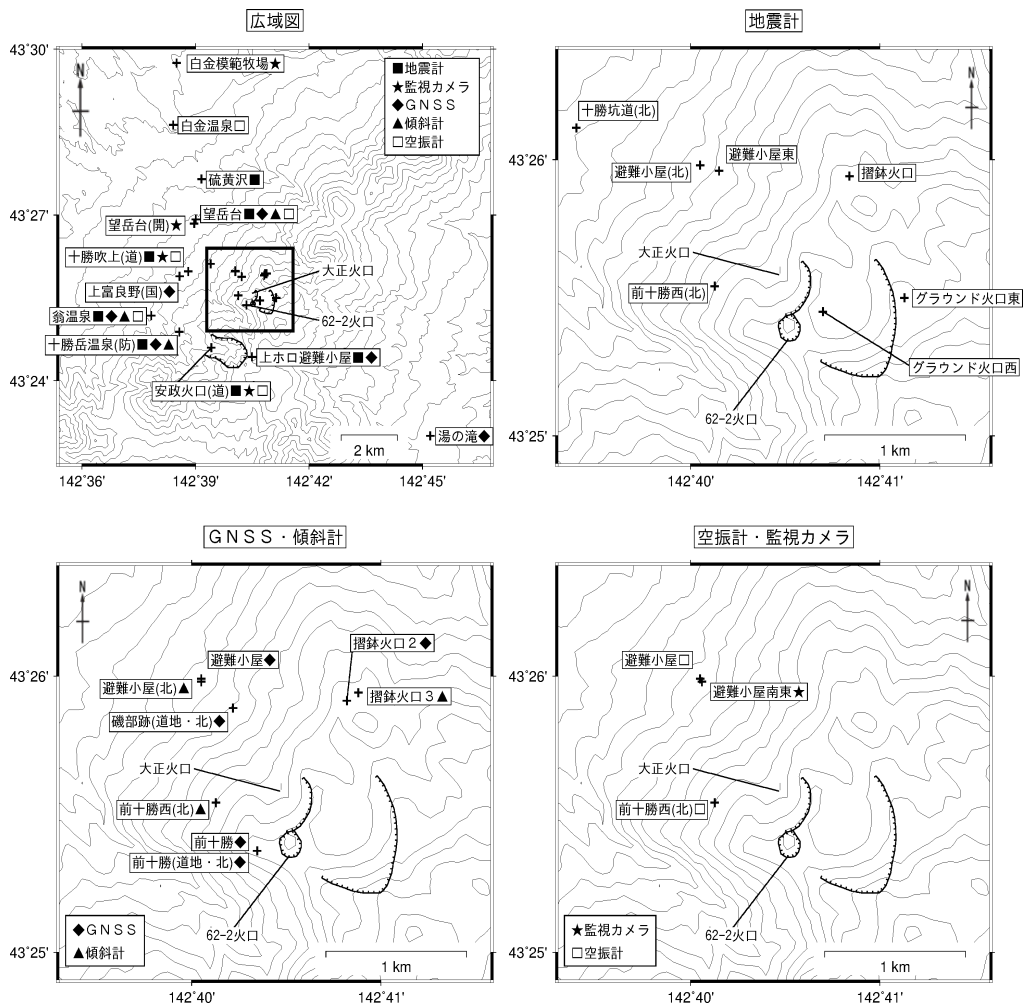 広域図
43°30'
43°27'
43°24'
142°36'
142°39'
142°42'
142°45'
N
■地震計
★監視カメラ
◆ＧＮＳＳ
▲傾斜計
□空振計
白金模範牧場★
白金温泉□
硫黄沢■
望岳台■◆▲□
望岳台(開)★
十勝吹上(道)■★□
大正火口
上富良野(国)◆
翁温泉■◆▲□
62-2火口
十勝岳温泉(防)■◆▲
上ホロ避難小屋■◆
安政火口(道)■★□
湯の滝◆
2 km
地震計
43°26'
43°25'
142°40'
142°41'
N
十勝坑道(北)
避難小屋東
避難小屋(北)
摺鉢火口
大正火口
前十勝西(北)
グラウンド火口東
グラウンド火口西
62-2火口
1 km
ＧＮＳＳ・傾斜計
43°26'
43°25'
142°40'
142°41'
N
摺鉢火口２◆
避難小屋◆
避難小屋(北)▲
摺鉢火口３▲
磯部跡(道地・北)◆
大正火口
前十勝西(北)▲
前十勝◆
前十勝(道地・北)◆
62-2火口
◆ＧＮＳＳ
▲傾斜計
1 km
空振計・監視カメラ
43°26'
43°25'
142°40'
142°41'
N
避難小屋□
避難小屋南東★
大正火口
前十勝西(北)□
62-2火口
★監視カメラ
□空振計
1 km